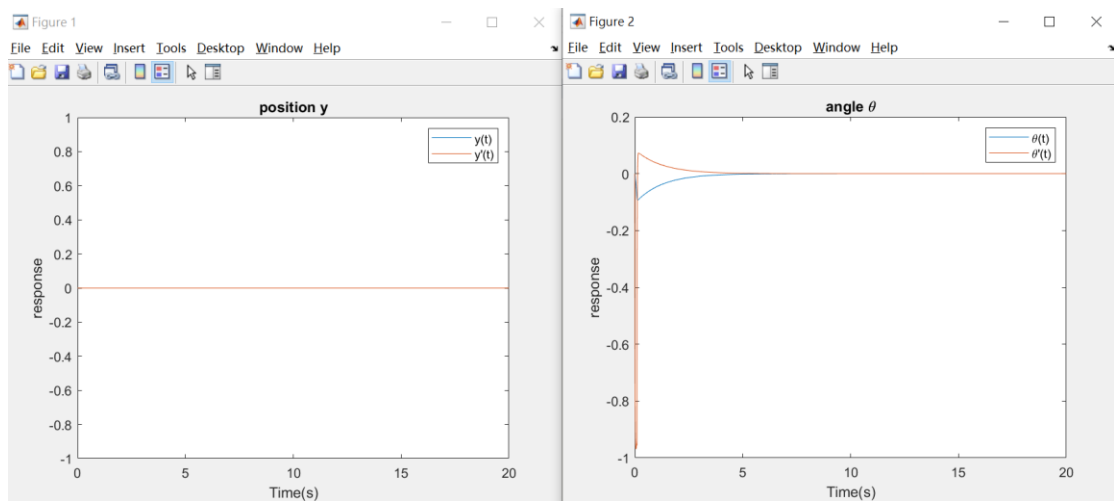 Figure 1
File Edit View Insert Tools Desktop Window Help
position y
y(t)
y'(t)
1
0.8
0.6
0.4
0.2
0
-0.2
-0.4
-0.6
-0.8
-1
response
0 5 10 15 20
Time(s)
Figure 2
File Edit View Insert Tools Desktop Window Help
angle θ
θ(t)
θ'(t)
0.2
0
-0.2
-0.4
-0.6
-0.8
-1
response
0 5 10 15 20
Time(s)